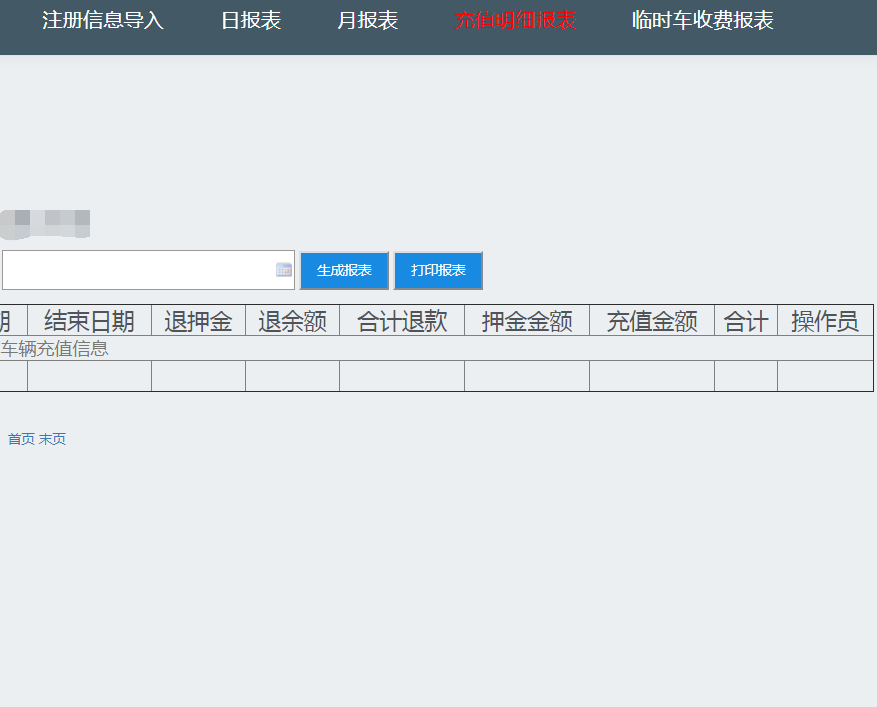 注册信息导入 日报表 月报表 充值明细报表 临时车收费报表
生成报表 打印报表
期 结束日期 退押金 退余额 合计退款 押金金额 充值金额 合计 操作员
车辆充值信息
首页 末页